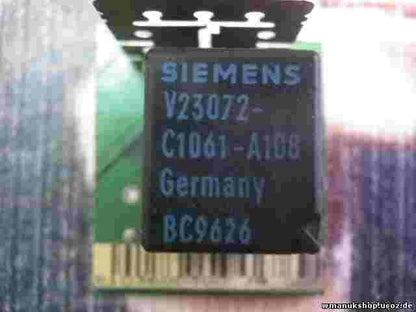 SIEMENS
V23072-
C1061-A108
Germany
BC9626
wmanukshop.ucoz.de